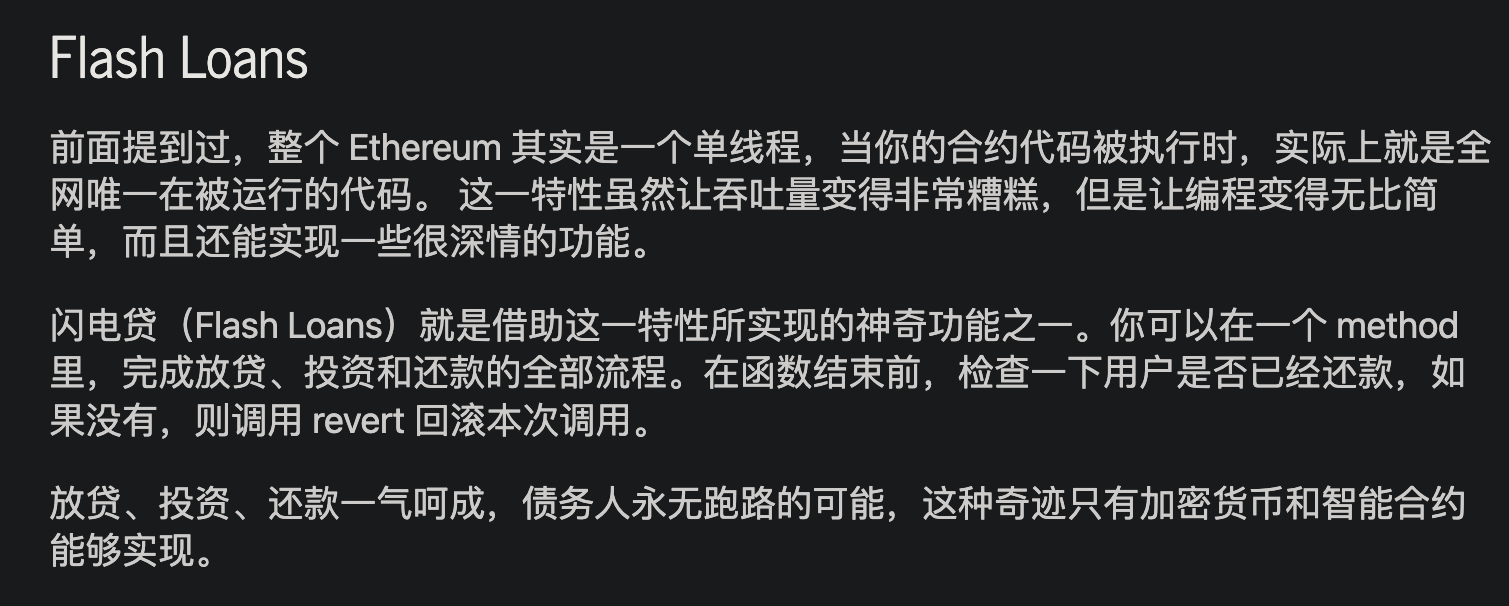 Flash Loans
前面提到过，整个 Ethereum 其实是一个单线程，当你的合约代码被执行时，实际上就是全
网唯一在被运行的代码。 这一特性虽然让吞吐量变得非常糟糕，但是让编程变得无比简
单，而且还能实现一些很深情的功能。
闪电贷（Flash Loans）就是借助这一特性所实现的神奇功能之一。你可以在一个 method
里，完成放贷、投资和还款的全部流程。在函数结束前，检查一下用户是否已经还款，如
果没有，则调用 revert 回滚本次调用。
放贷、投资、还款一气呵成，债务人永无跑路的可能，这种奇迹只有加密货币和智能合约
能够实现。